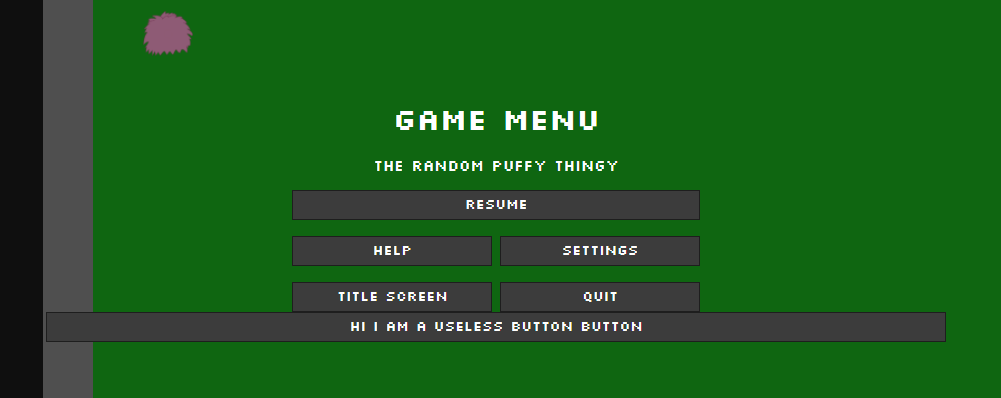 GAME MENU
THE RANDOM PUFFY THINGY
RESUME
HELP SETTINGS
TITLE SCREEN QUIT
HI I AM A USELESS BUTTON BUTTON